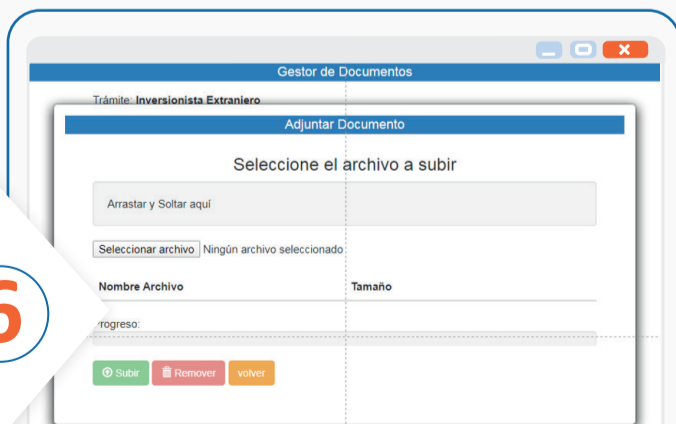 Gestor de Documentos
Trámite: Inversionista Extranjero
Adjuntar Documento
Seleccione el archivo a subir
Arrastar y Soltar aquí
Seleccionar archivo Ningún archivo seleccionado
Nombre Archivo Tamaño
rogreso:
Subir Remover volver
6